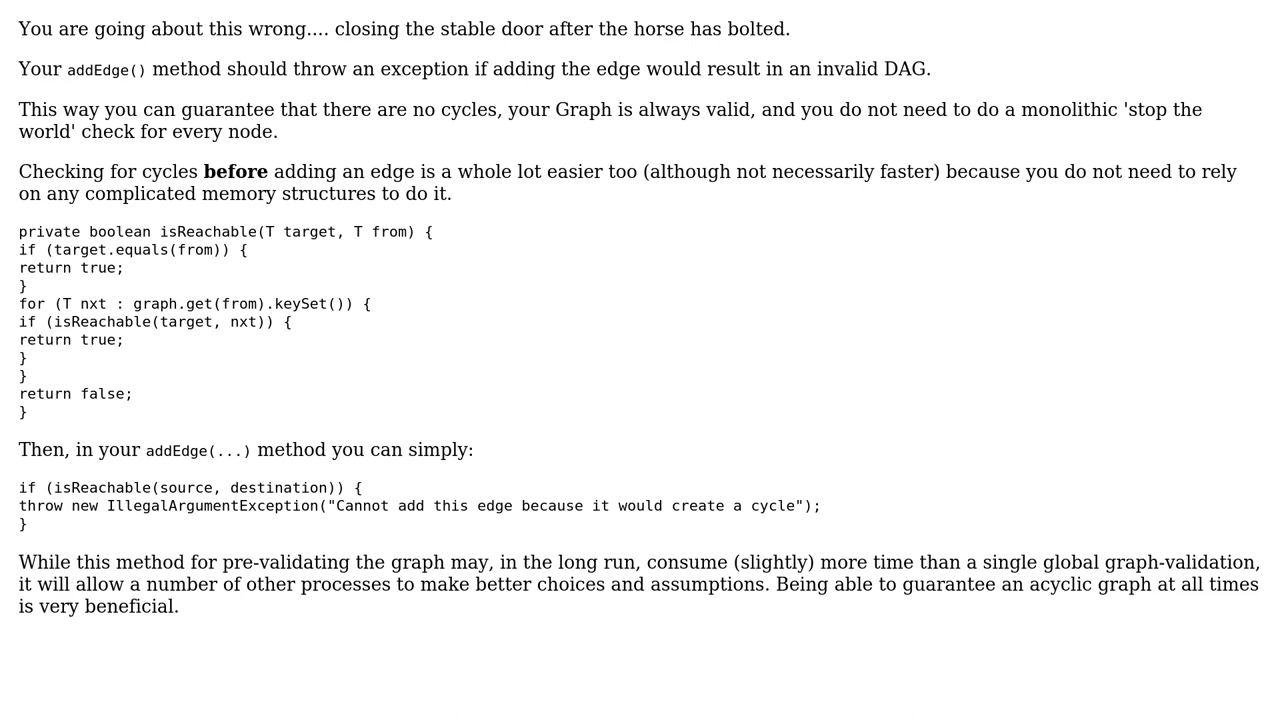 You are going about this wrong.... closing the stable door after the horse has bolted.
Your addEdge() method should throw an exception if adding the edge would result in an invalid DAG.
This way you can guarantee that there are no cycles, your Graph is always valid, and you do not need to do a monolithic 'stop the
world' check for every node.
Checking for cycles before adding an edge is a whole lot easier too (although not necessarily faster) because you do not need to rely
on any complicated memory structures to do it.
private boolean isReachable(T target, T from) {
if (target.equals(from)) {
return true;
}
for (T nxt : graph.get(from).keySet()) {
if (isReachable(target, nxt)) {
return true;
}
}
return false;
}
Then, in your addEdge(...) method you can simply:
if (isReachable(source, destination)) {
throw new IllegalArgumentException("Cannot add this edge because it would create a cycle");
}
While this method for pre-validating the graph may, in the long run, consume (slightly) more time than a single global graph-validation,
it will allow a number of other processes to make better choices and assumptions. Being able to guarantee an acyclic graph at all times
is very beneficial.